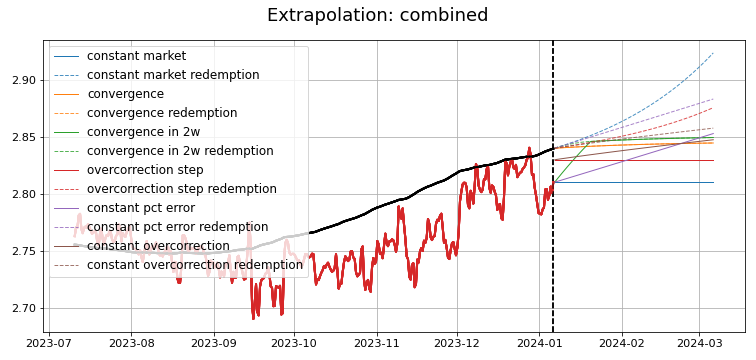 Extrapolation: combined
constant market
constant market redemption
convergence
convergence redemption
convergence in 2w
convergence in 2w redemption
overcorrection step
overcorrection step redemption
constant pct error
constant pct error redemption
constant overcorrection
constant overcorrection redemption
2.90
2.85
2.80
2.75
2.70
2023-07 2023-08 2023-09 2023-10 2023-11 2023-12 2024-01 2024-02 2024-03